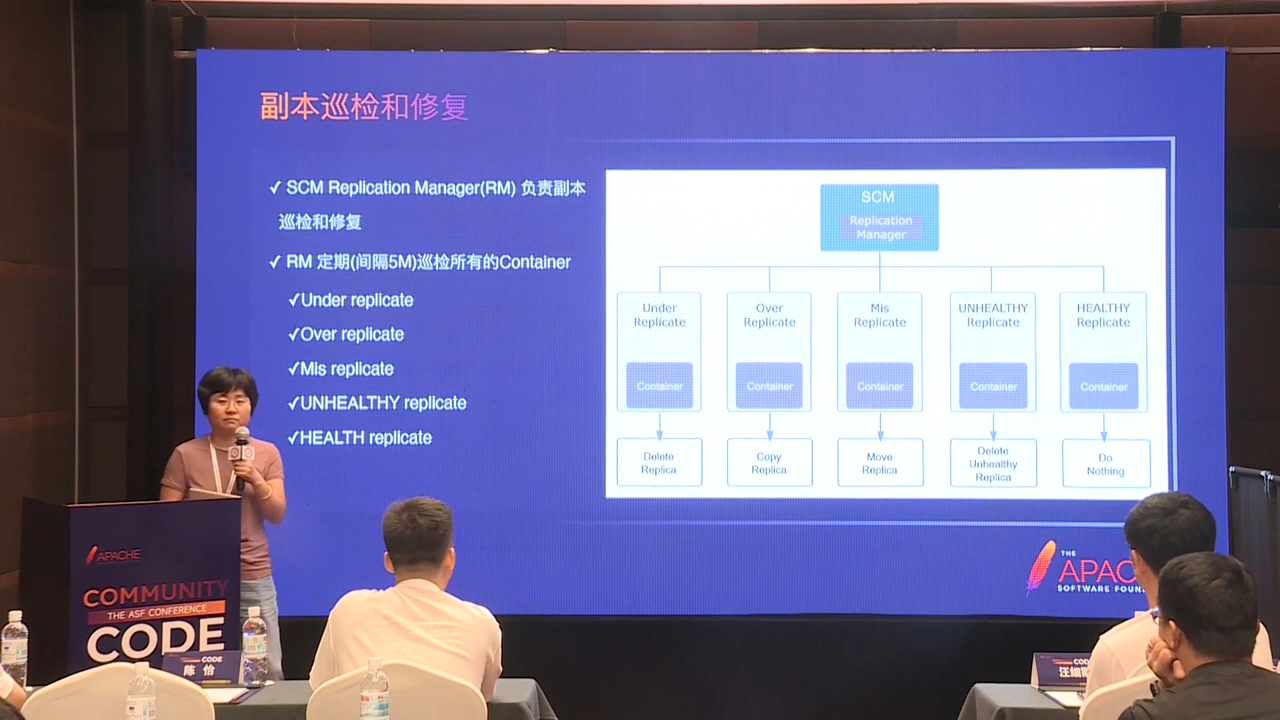 副本巡检和修复
✓ SCM Replication Manager(RM) 负责副本
巡检和修复
✓ RM 定期(间隔5M)巡检所有的Container
✓Under replicate
✓Over replicate
✓Mis replicate
✓UNHEALTHY replicate
✓HEALTH replicate
SCM
Replication
Manager
Under
Replicate
Over
Replicate
Mis
Replicate
UNHEALTHY
Replicate
HEALTHY
Replicate
Container
Container
Container
Container
Container
Delete
Replica
Copy
Replica
Move
Replica
Delete
Unhealthy
Replica
Do
Nothing
THE
APAC
SOFTWARE FOUN
APACHE
COMMUNITY
THE ASF CONFERENCE
CODE
CODE
陈 怡